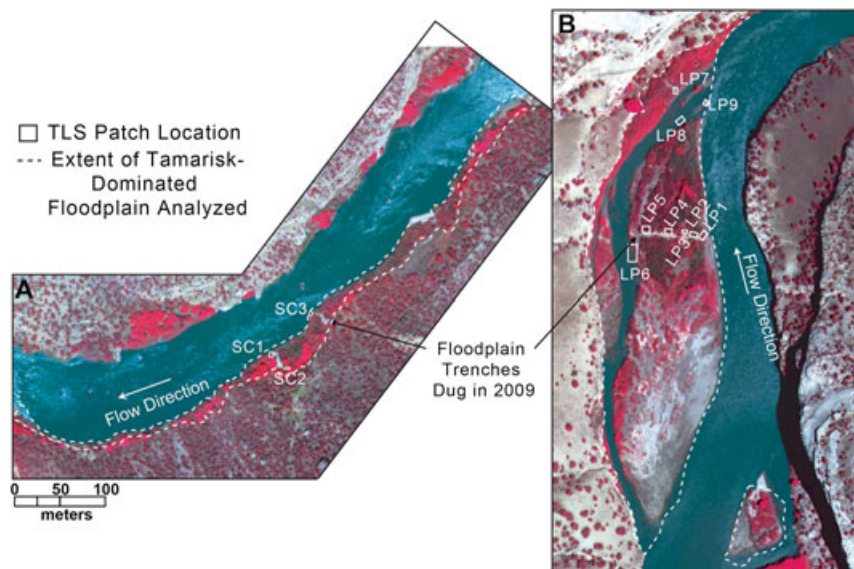 A
TLS Patch Location
Extent of Tamarisk-
Dominated
Floodplain Analyzed
SC3
SC1
SC2
Flow Direction
0 50 100
meters
Floodplain
Trenches
Dug in 2009
B
LP7
LP9
LP8
LP5
LP4
LP2
LP1
LP3
LP6
Flow Direction